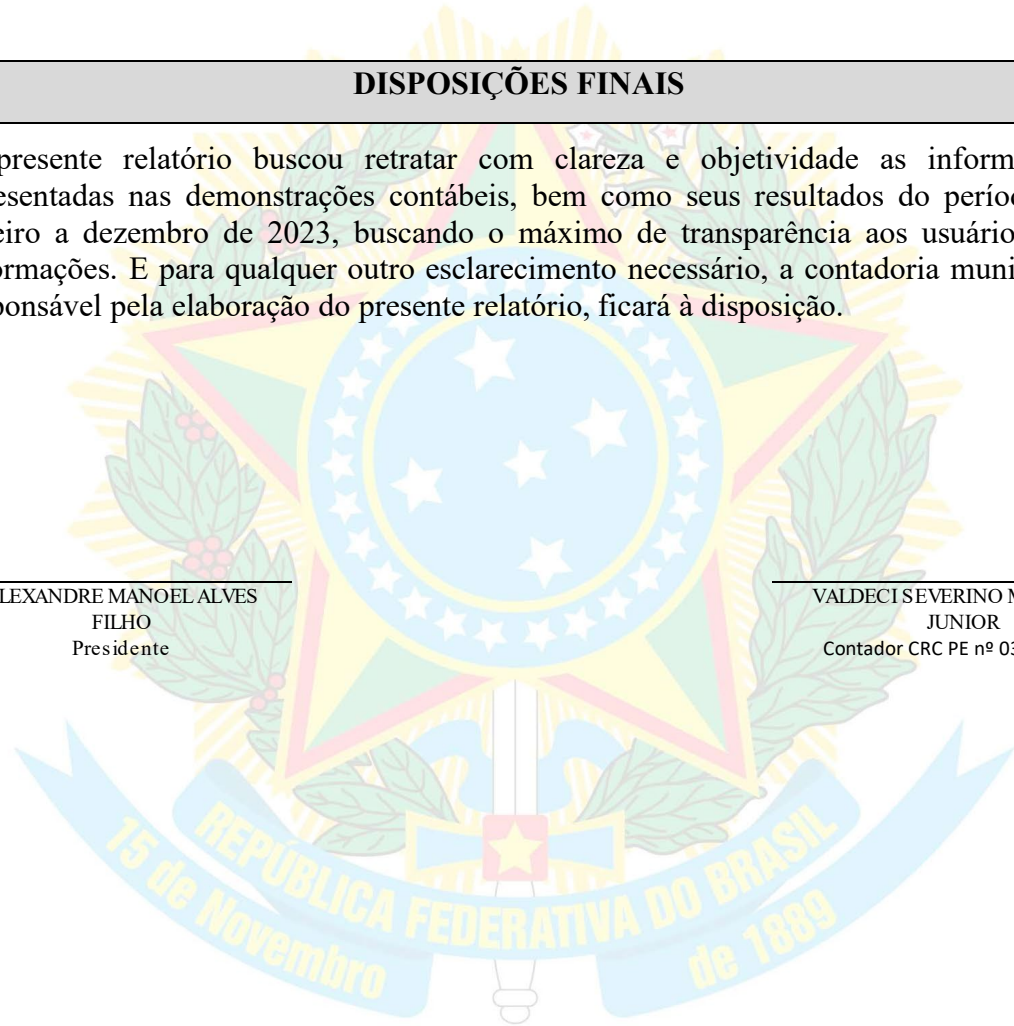 DISPOSIÇÕES FINAIS
presente relatório buscou retratar com clareza e objetividade as inform
esentadas nas demonstrações contábeis, bem como seus resultados do períod
eiro a dezembro de 2023, buscando o máximo de transparência aos usuário
ormações. E para qualquer outro esclarecimento necessário, a contadoria muni
ponsável pela elaboração do presente relatório, ficará à disposição.
LEXANDRE MANOEL ALVES
FILHO
Presidente
VALDECI SEVERINO M
JUNIOR
Contador CRC PE nº 03
REPÚBLICA FEDERATIVA DO BRASIL
15 de Novembro
de 1889